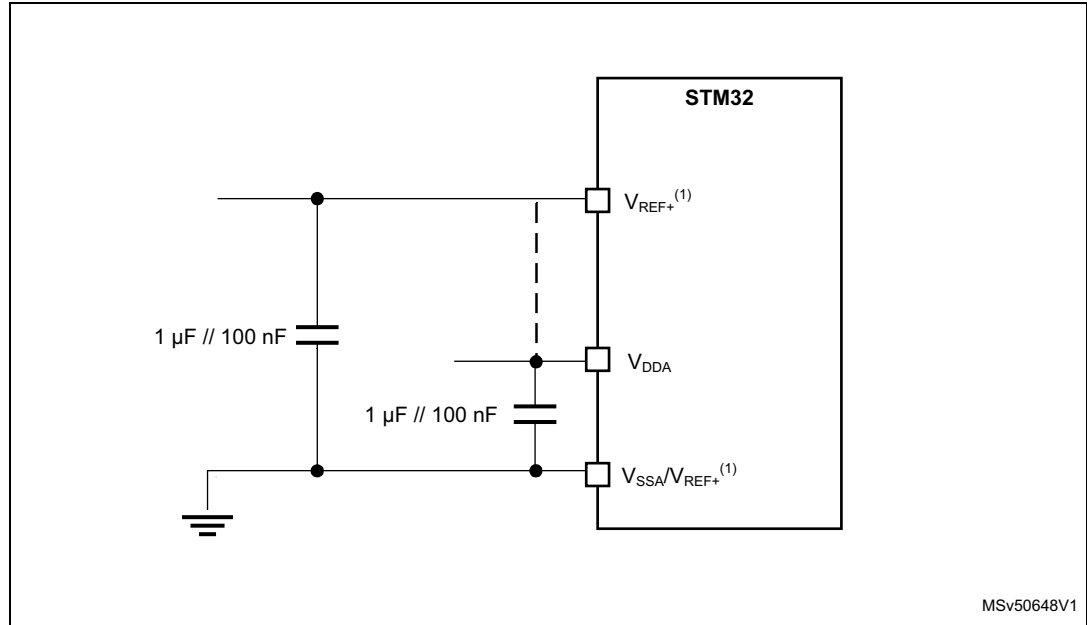 STM32
VREF+(1)
1 µF // 100 nF
VDDA
1 µF // 100 nF
VSSA/VREF+(1)
MSv50648V1